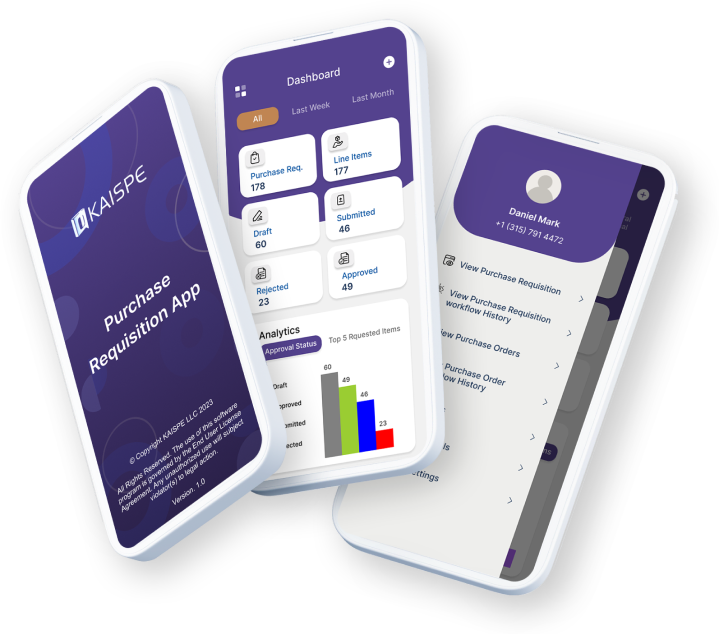 KAISPE
Purchase
Requisition App
© Copyright KAISPE LLC 2023
All Rights Reserved. The use of this software
program is governed by the End User License
Agreement. Any unauthorized use will subject
violator(s) to legal action.
Version. 1.0
Dashboard
All
Last Week
Last Month
Purchase Req.
178
Line Items
177
Draft
60
Submitted
46
Rejected
23
Approved
49
Analytics
Approval Status
Top 5 Rquested Items
60
49
46
23
Draft
pproved
bmitted
ected
Daniel Mark
+1 (315) 791 4472
View Purchase Requisition
View Purchase Requisition
workflow History
iew Purchase Orders
Purchase Order
low History
ettings